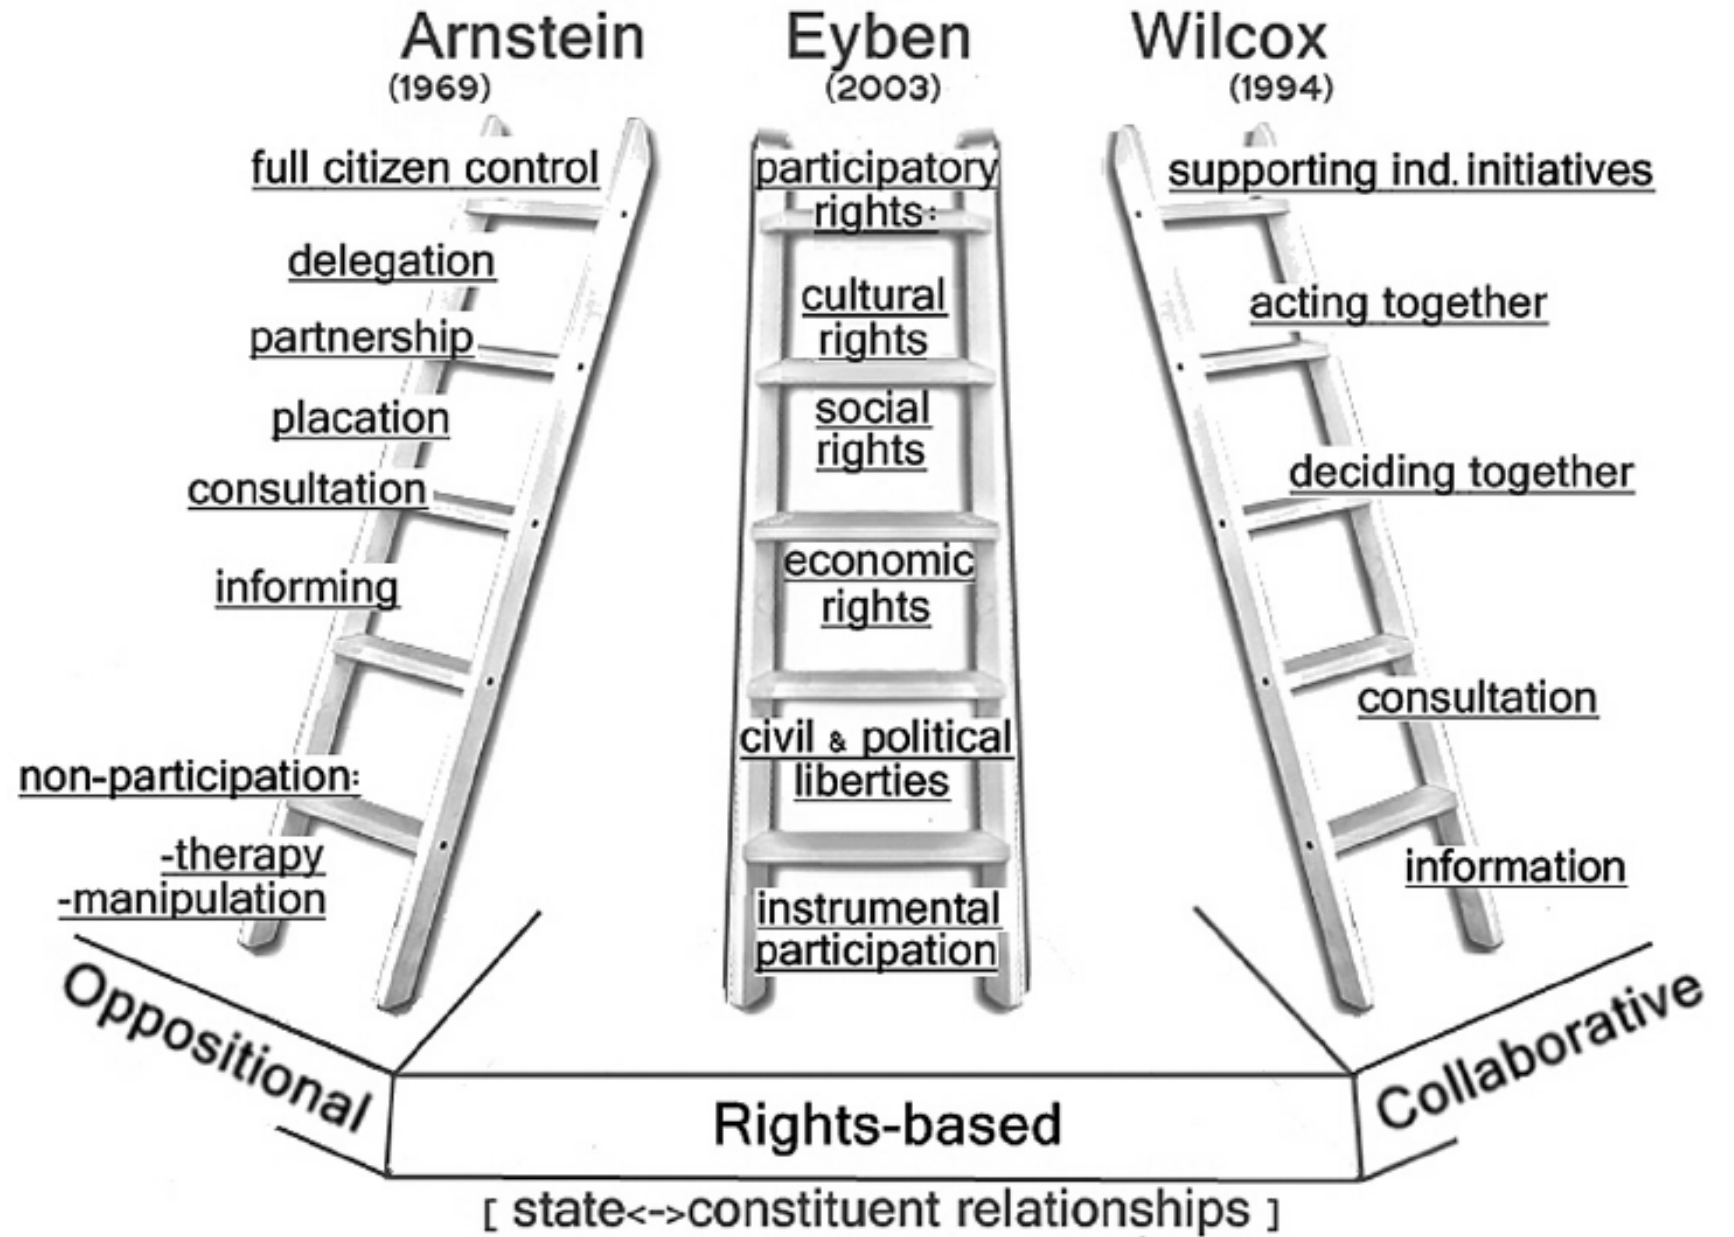 Arnstein
(1969)
full citizen control
delegation
partnership
placation
consultation
informing
non-participation:
-therapy
-manipulation
Eyben
(2003)
participatory
rights:
cultural
rights
social
rights
economic
rights
civil & political
liberties
instrumental
participation
Wilcox
(1994)
supporting ind. initiatives
acting together
deciding together
consultation
information
Oppositional
Rights-based
Collaborative
[ state<->constituent relationships ]